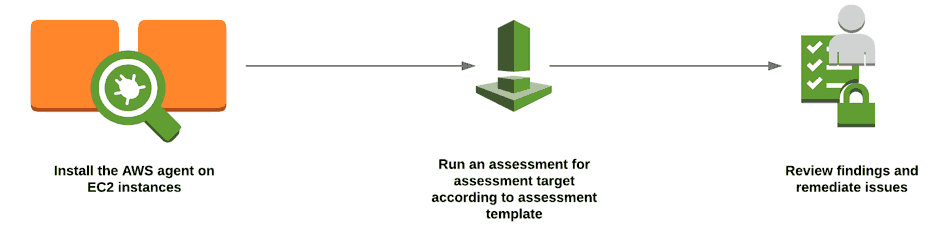 Install the AWS agent on
EC2 instances
Run an assessment for
assessment target
according to assessment
template
Review findings and
remediate issues